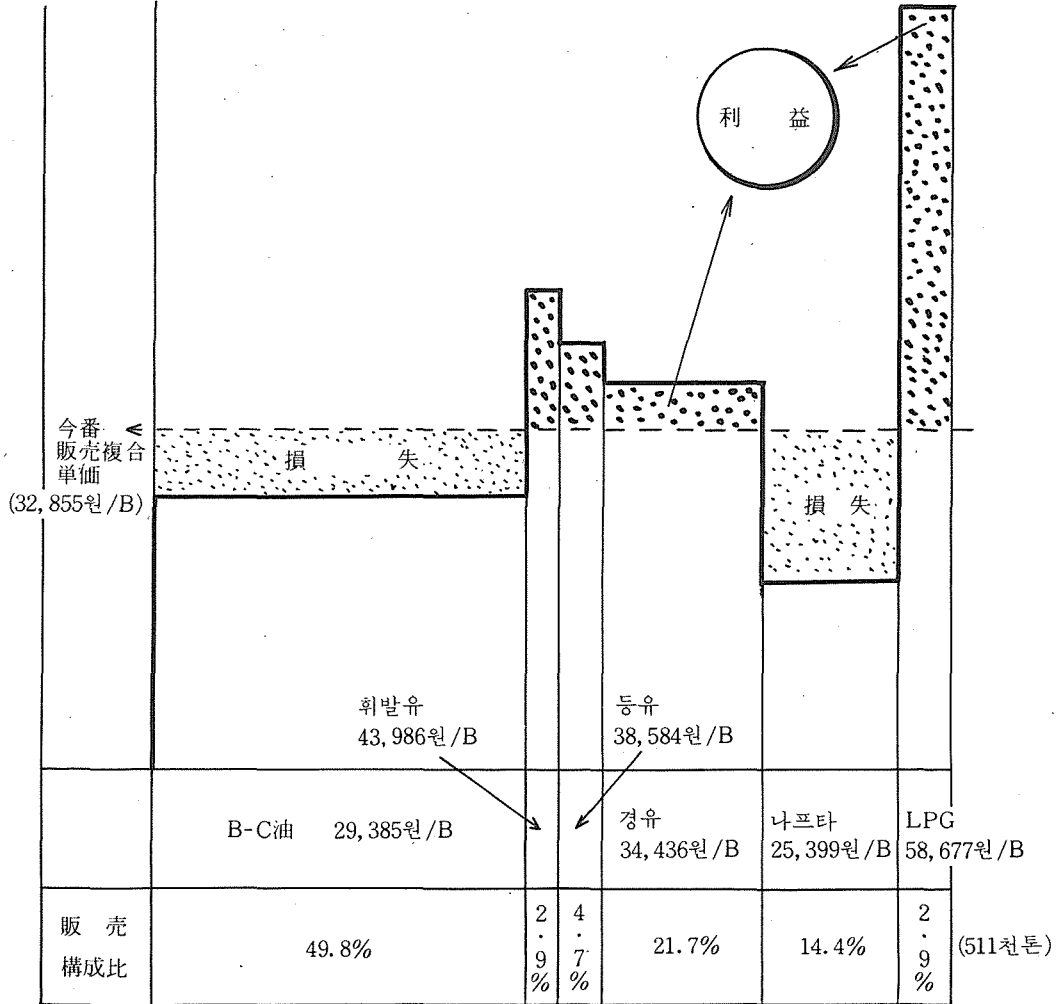 利 益
今番
販売複合
単価
(32,855원/B)
損 失
損 失
휘발유
43,986원/B
등유
38,584원/B
B-C油 29,385원/B
경유
34,436원/B
나프타
25,399원/B
LPG
58,677원/B
販 売
構成比
49.8%
2.9%
4.7%
21.7%
14.4%
2.9%
(511천톤)